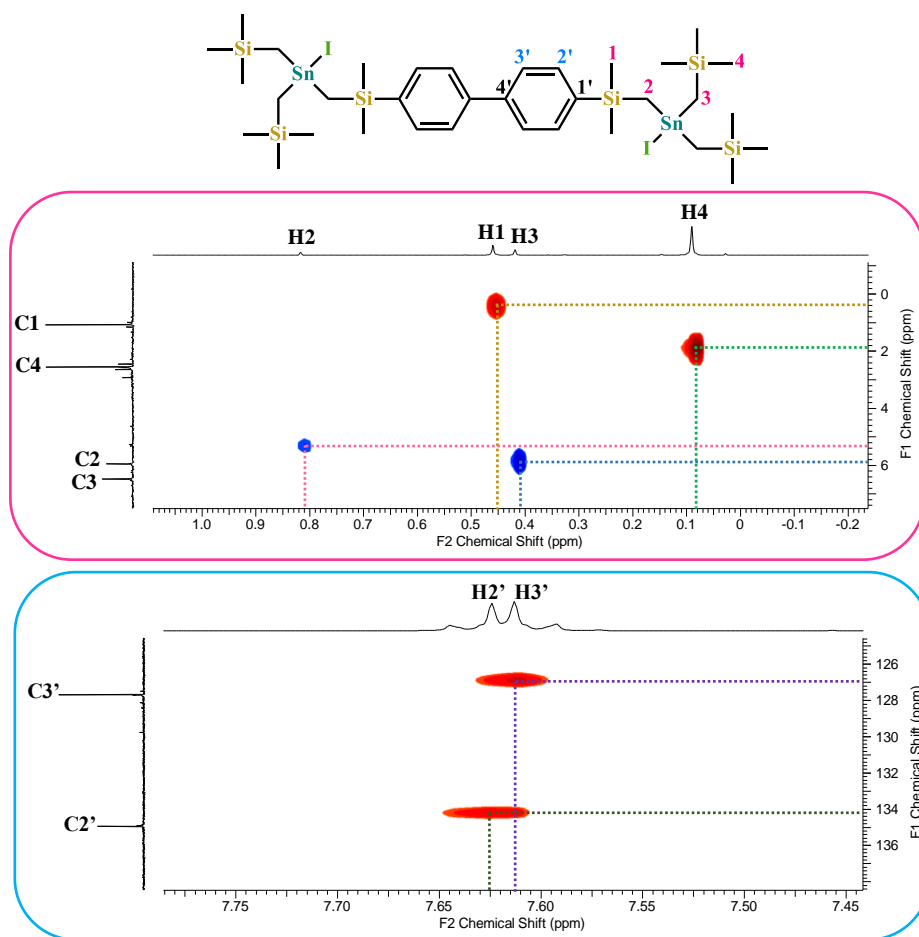 Si I Si 4
3' 2' 1
Sn Si 4' 1' Si 2 3
Si I Sn Si
H2 H1 H3 H4
C1
C4
C2
C3
0
2
4
6
F1 Chemical Shift (ppm)
1.0 0.9 0.8 0.7 0.6 0.5 0.4 0.3 0.2 0.1 0 -0.1 -0.2
F2 Chemical Shift (ppm)
H2’ H3’
C3’
C2’
126
128
130
132
134
136
F1 Chemical Shift (ppm)
7.75 7.70 7.65 7.60 7.55 7.50 7.45
F2 Chemical Shift (ppm)